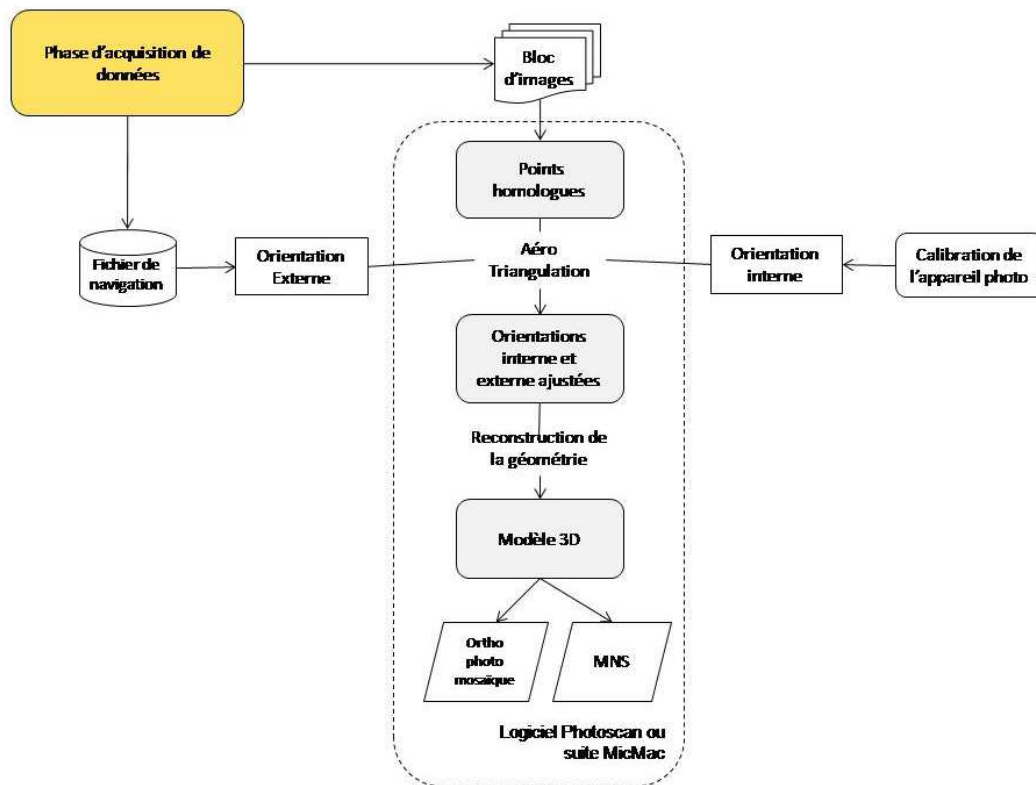 Phase d'acquisition de
données
Bloc
d'images
Points
homologues
Fichier de
navigation
Orientation
Externe
Aéro
Triangulation
Orientation
interne
Calibration de
l'appareil photo
Orientations
interne et
externe ajustées
Reconstruction de
la géométrie
Modèle 3D
Ortho
photo
mosaïque
MNS
Logiciel Photoscan ou
suite MicMac